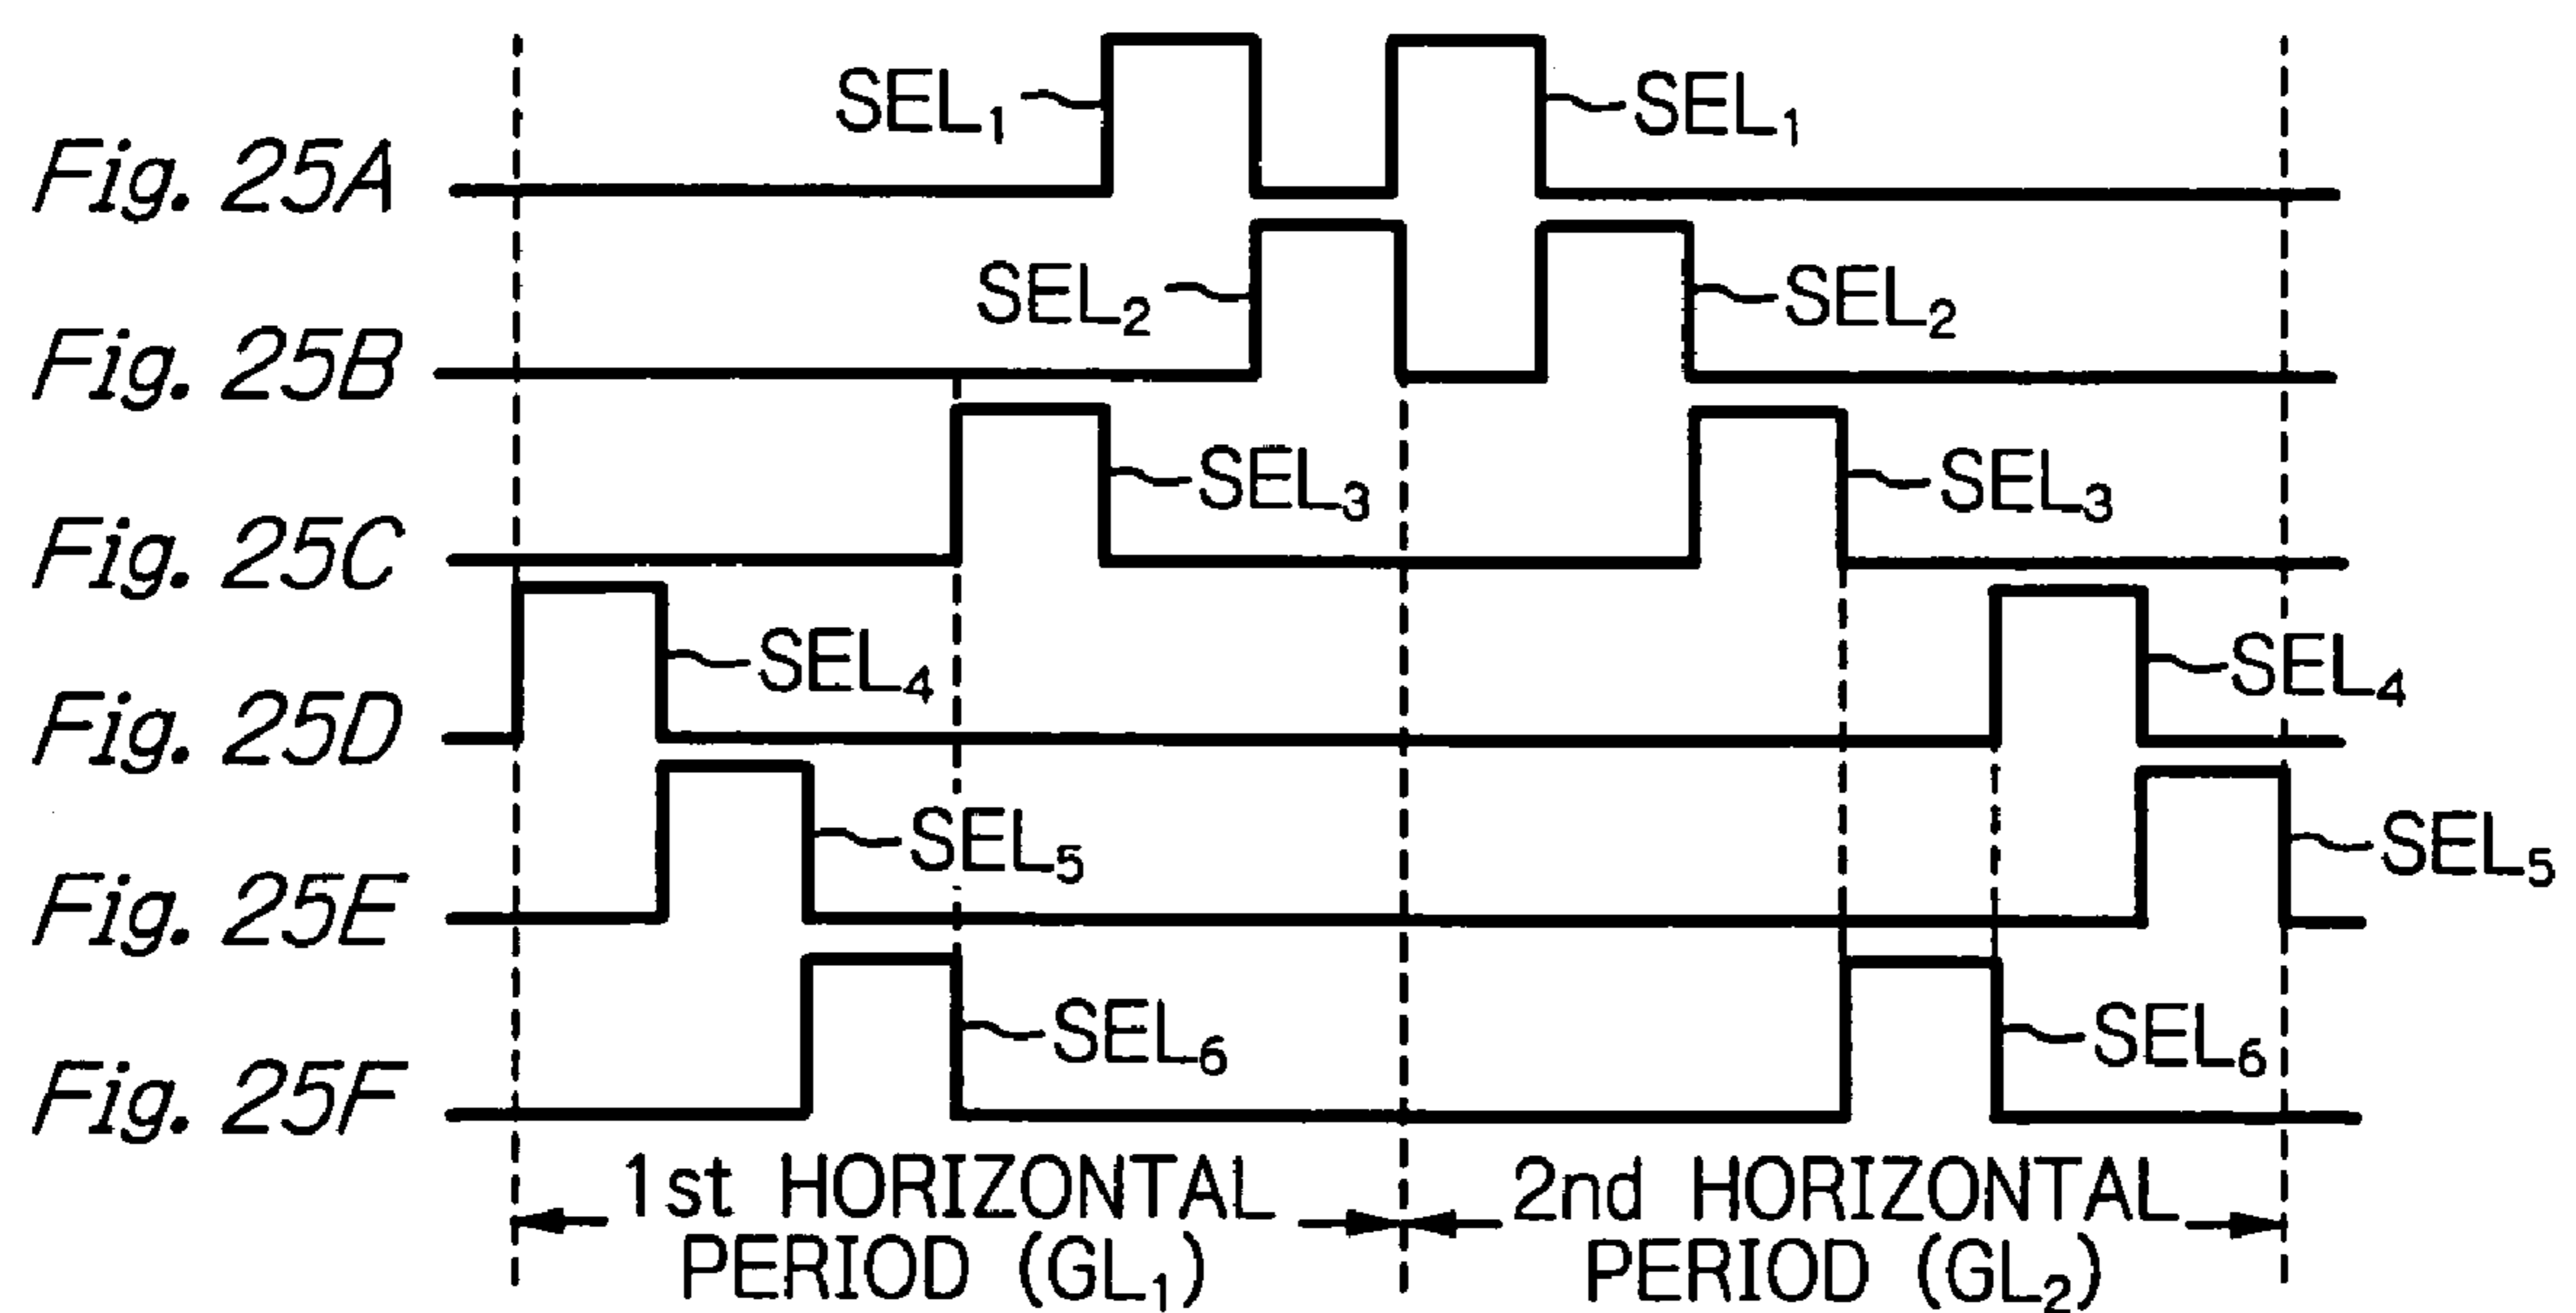 Fig. 25A
SEL1
SEL1
Fig. 25B
SEL2
SEL2
Fig. 25C
SEL3
SEL3
Fig. 25D
SEL4
SEL4
Fig. 25E
SEL5
SEL5
Fig. 25F
SEL6
SEL6
1st HORIZONTAL
PERIOD (GL1)
2nd HORIZONTAL
PERIOD (GL2)